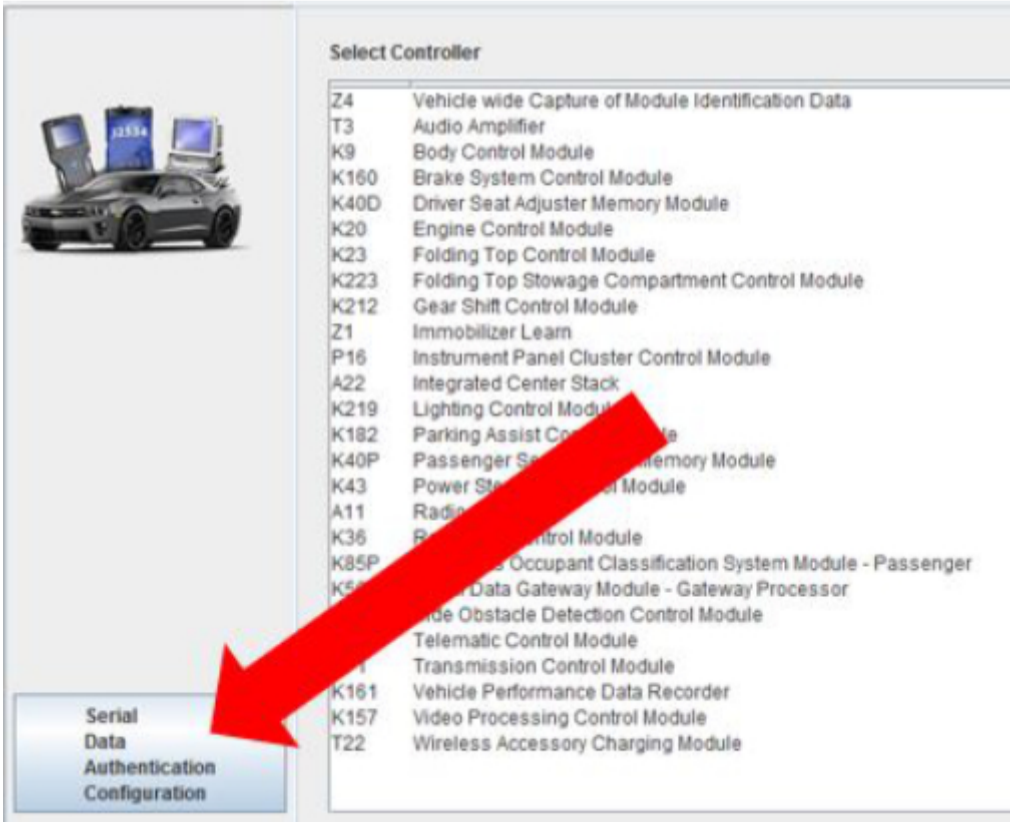 J2534
Select Controller
Z4 Vehicle wide Capture of Module Identification Data
T3 Audio Amplifier
K9 Body Control Module
K160 Brake System Control Module
K40D Driver Seat Adjuster Memory Module
K20 Engine Control Module
K23 Folding Top Control Module
K223 Folding Top Stowage Compartment Control Module
K212 Gear Shift Control Module
Z1 Immobilizer Learn
P16 Instrument Panel Cluster Control Module
A22 Integrated Center Stack
K219 Lighting Control
K182 Parking Assist
K40P Passenger Memory Module
K43 Power Module
A11 Radio
K36 Module
K85P Occupant Classification System Module - Passenger
Data Gateway Module - Gateway Processor
Obstacle Detection Control Module
Telematic Control Module
Transmission Control Module
K161 Vehicle Performance Data Recorder
K157 Video Processing Control Module
T22 Wireless Accessory Charging Module
Serial
Data
Authentication
Configuration